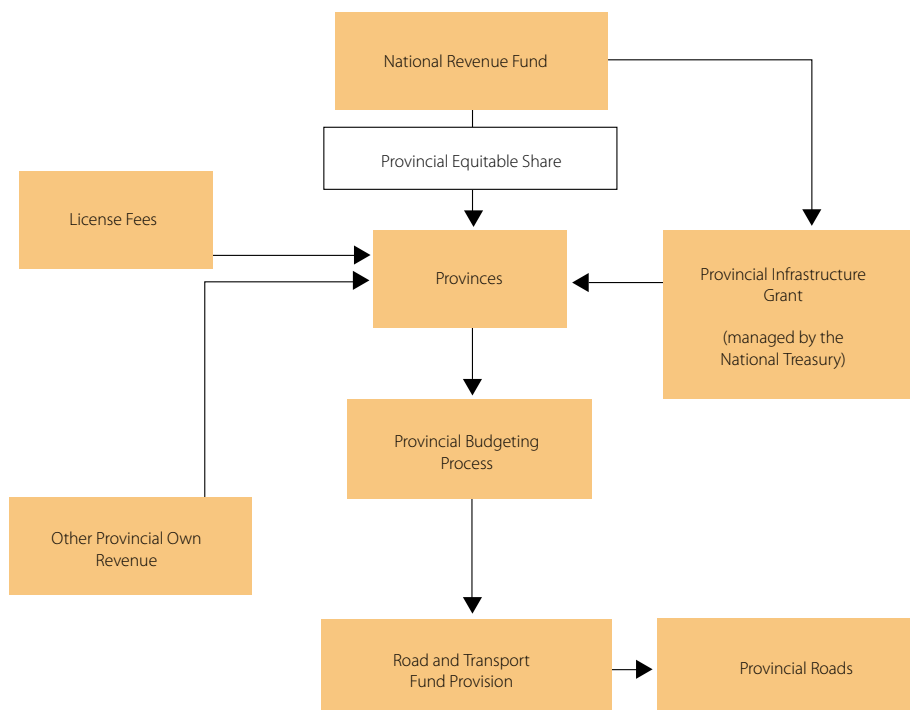 National Revenue Fund
Provincial Equitable Share
License Fees
Provinces
Provincial Infrastructure
Grant
(managed by the
National Treasury)
Provincial Budgeting
Process
Other Provincial Own
Revenue
Road and Transport
Fund Provision
Provincial Roads